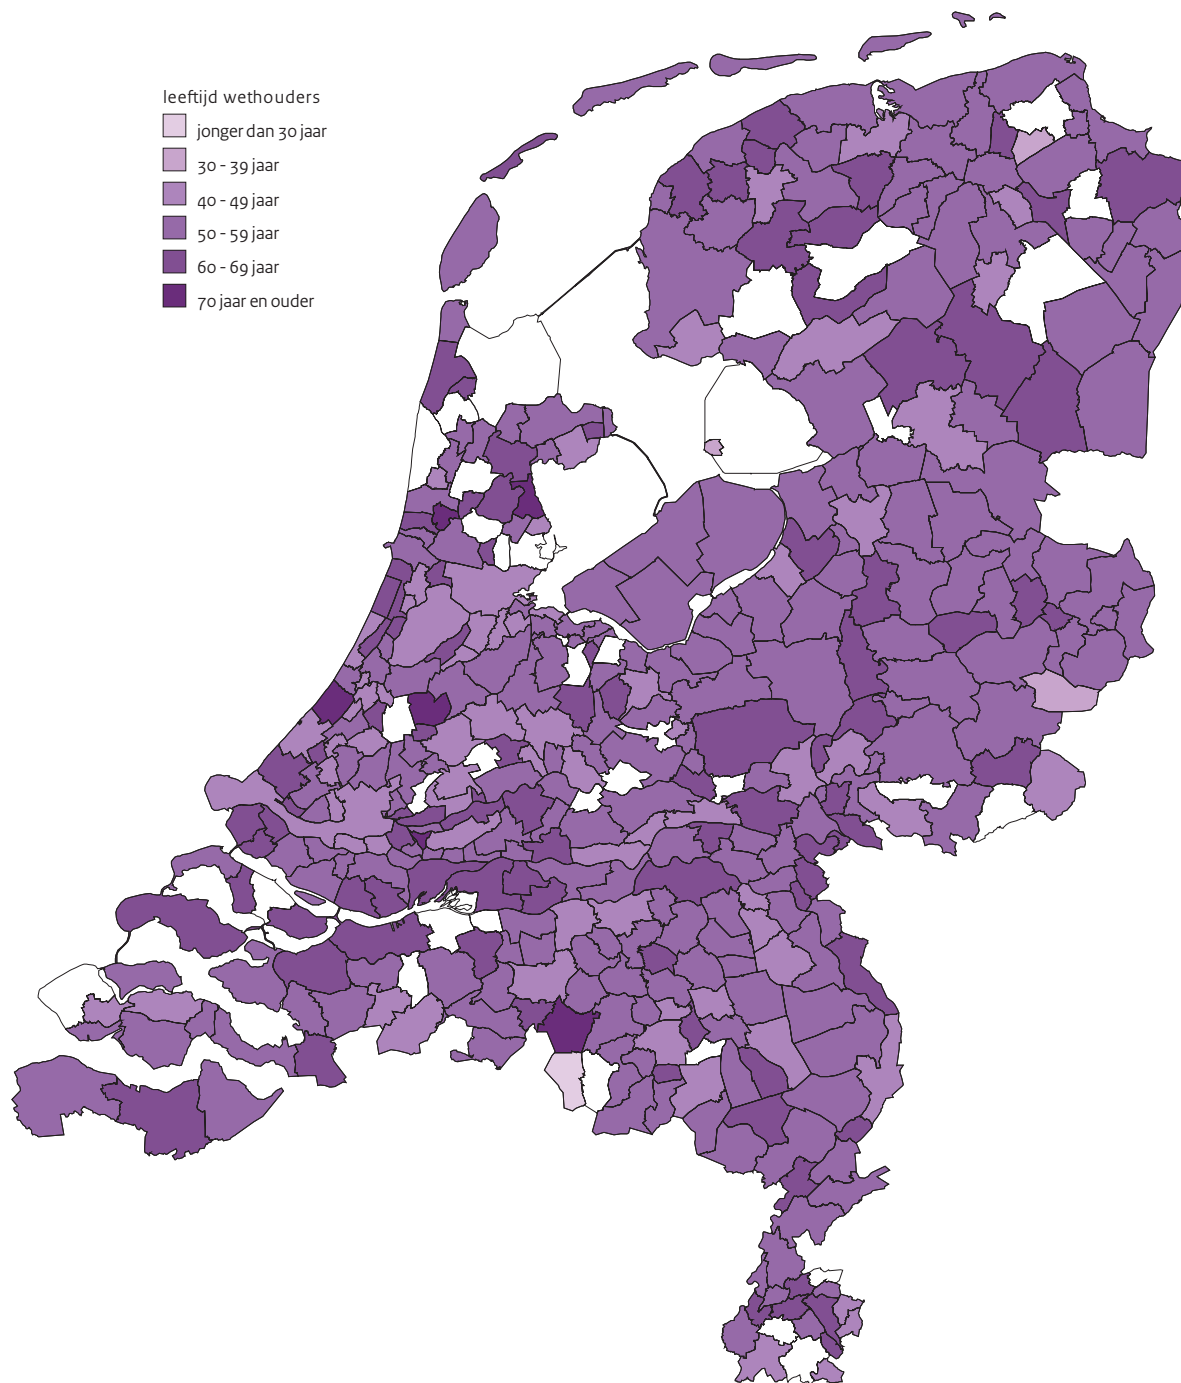 leeftijd wethouders
jonger dan 30 jaar
30 - 39 jaar
40 - 49 jaar
50 - 59 jaar
60 - 69 jaar
70 jaar en ouder